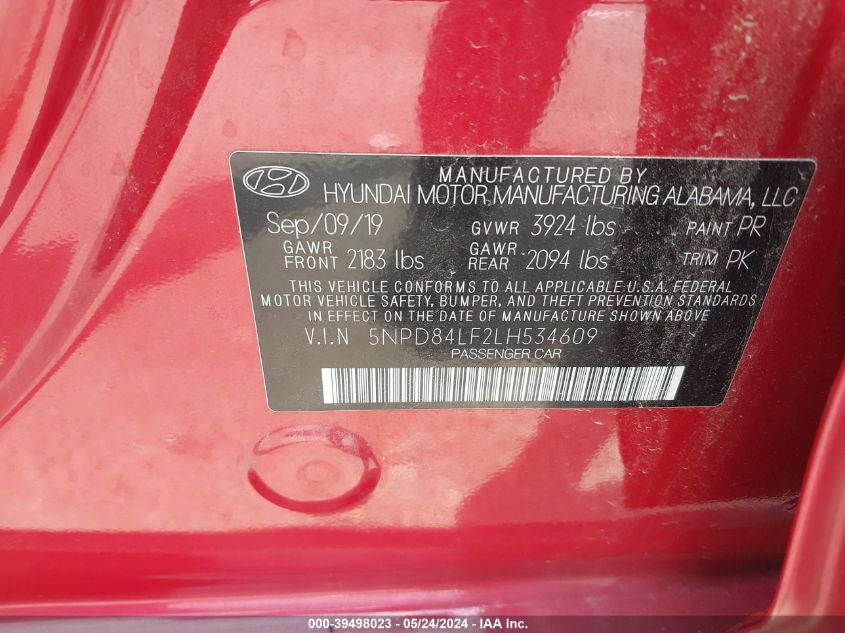 MANUFACTURED BY
HYUNDAI MOTOR MANUFACTURING ALABAMA, LLC
Sep/09/19 GVWR 3924 lbs PAINT PR
GAWR FRONT 2183 lbs GAWR REAR 2094 lbs TRIM PK
THIS VEHICLE CONFORMS TO ALL APPLICABLE U.S.A. FEDERAL
MOTOR VEHICLE SAFETY, BUMPER, AND THEFT PREVENTION STANDARDS
IN EFFECT ON THE DATE OF MANUFACTURE SHOWN ABOVE
V.I.N 5NPD84LF2LH534609
PASSENGER CAR
000-39498023 - 05/24/2024 - IAA Inc.